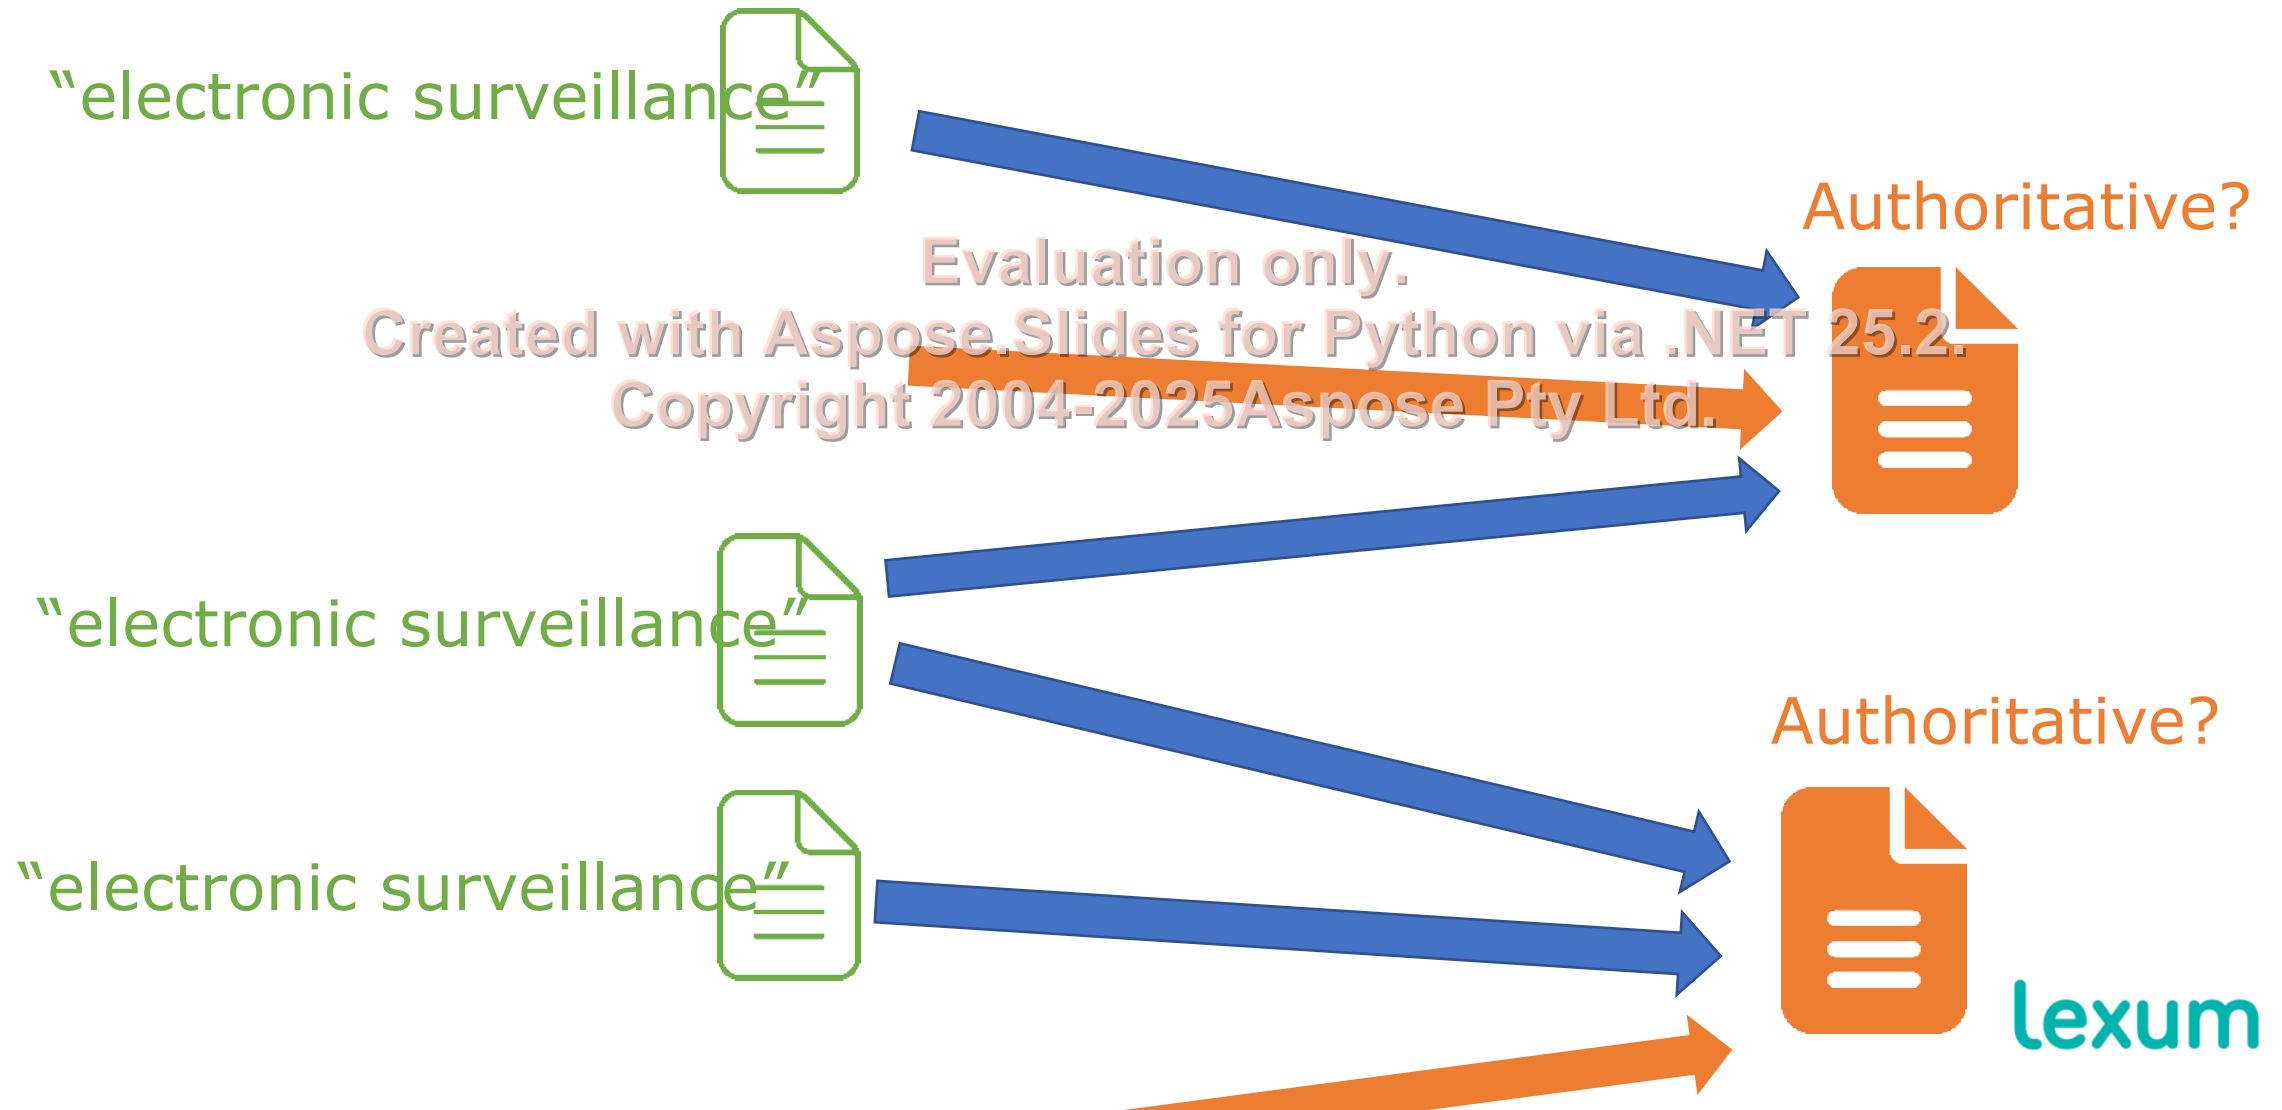 “electronic surveillance”
Authoritative?
Evaluation only.
Created with Aspose.Slides for Python via .NET 25.2.
Copyright 2004-2025Aspose Pty Ltd.
“electronic surveillance”
Authoritative?
“electronic surveillance”
lexum